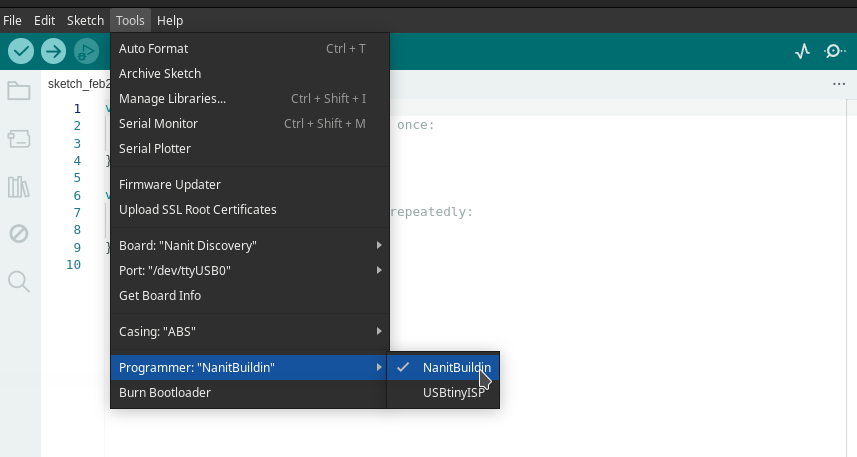 File Edit Sketch Tools Help
sketch_feb2
Auto Format Ctrl + T
Archive Sketch
Manage Libraries... Ctrl + Shift + I
Serial Monitor Ctrl + Shift + M
Serial Plotter
Firmware Updater
Upload SSL Root Certificates
Board: "Nanit Discovery"
Port: "/dev/ttyUSB0"
Get Board Info
Casing: "ABS"
Programmer: "NanitBuildin"
Burn Bootloader
NanitBuildin
USBtinyISP
1 v
2 once:
3
4 }
5
6 v
7 repeatedly:
8
9 }
10